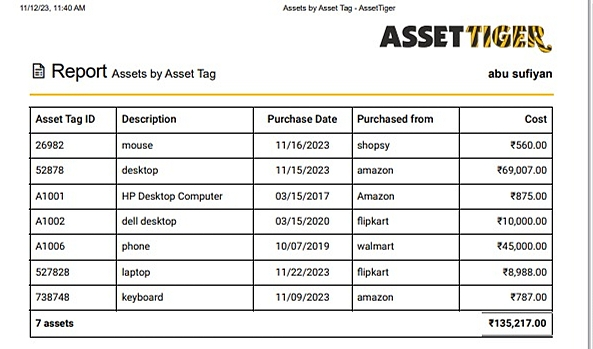 11/12/23, 11:40 AM Assets by Asset Tag - AssetTiger
ASSETTIGER
Report Assets by Asset Tag abu sufiyan
Asset Tag ID Description Purchase Date Purchased from Cost
26982 mouse 11/16/2023 shopsy ₹560.00
52878 desktop 11/15/2023 amazon ₹69,007.00
A1001 HP Desktop Computer 03/15/2017 Amazon ₹875.00
A1002 dell desktop 03/15/2020 flipkart ₹10,000.00
A1006 phone 10/07/2019 walmart ₹45,000.00
527828 laptop 11/22/2023 flipkart ₹8,988.00
738748 keyboard 11/09/2023 amazon ₹787.00
7 assets ₹135,217.00